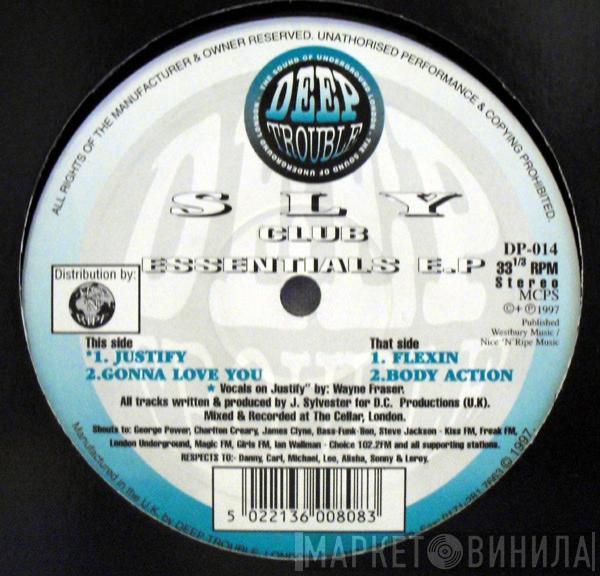 ALL RIGHTS OF THE MANUFACTURER & OWNER RESERVED. UNATHORISED PERFORMANCE & COPYING PROHIBITED.
THE SOUND OF UNDERGROUND LONDON
DEEP
TROUBLE
THE SOUND OF UNDERGROUND
SLY
CLUB
ESSENTIALS E.P
DP-014
33 1/3 RPM
Stereo
MCPS
©+℗1997
Published
Westbury Music /
Nice 'N' Ripe Music
Distribution by:
This side
*1. JUSTIFY
2.GONNA LOVE YOU
That side
1. FLEXIN
2.BODY ACTION
★ Vocals on Justify" by: Wayne Fraser.
All tracks written & produced by J. Sylvester for D.C. Productions (U.K).
Mixed & Recorded at The Cellar, London.
Shouts to: George Power, Charlton Creary, James Clyne, Bass-Funk-Ben, Steve Jackson - Kiss FM, Freak FM,
London Underground, Magic FM, Girls FM, Ian Wallman - Choice 102.2FM and all supporting stations.
RESPECTS TO:- Danny, Carl, Michael, Lee, Alisha, Sonny & Leroy.
Manufactured in the U.K. by DEEP TROUBLE, LONDON
1997.
5 022136 008083
МАРКЕТ ВИНИЛА